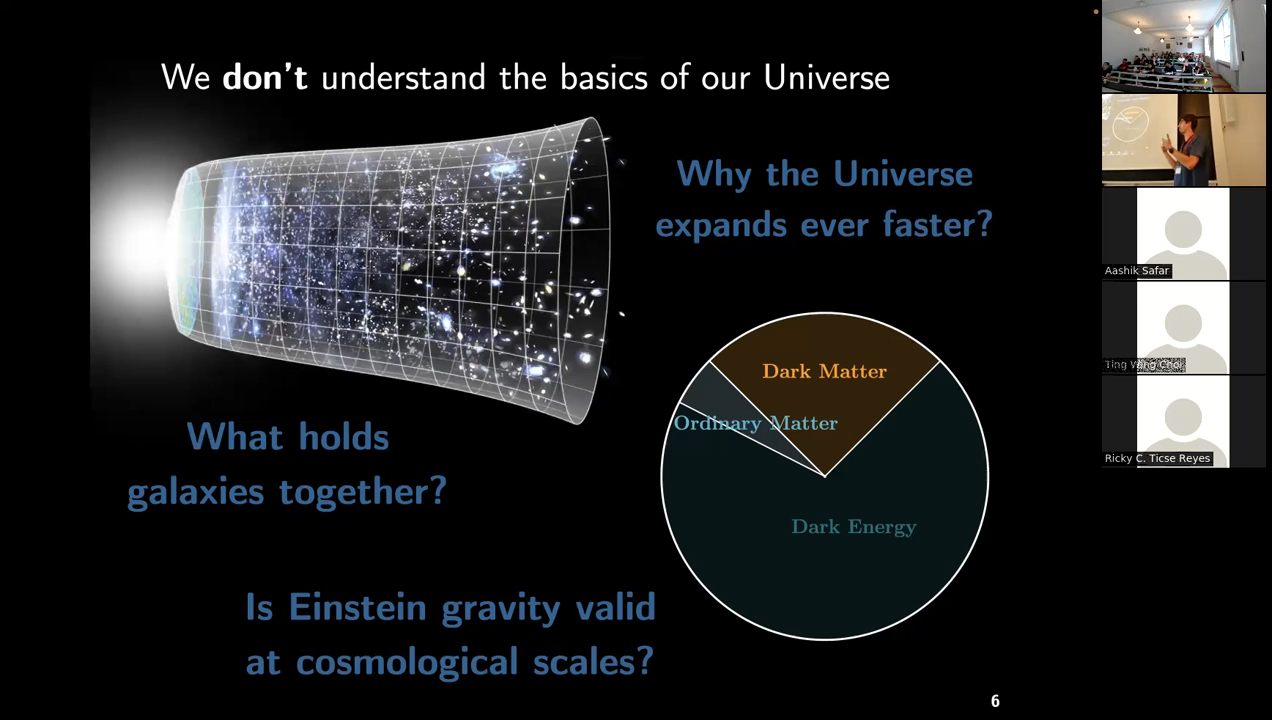 We don't understand the basics of our Universe
Why the Universe
expands ever faster?
Dark Matter
Ordinary Matter
Dark Energy
What holds
galaxies together?
Is Einstein gravity valid
at cosmological scales?
6
Aashik Safar
Ricky C. Ticse Reyes